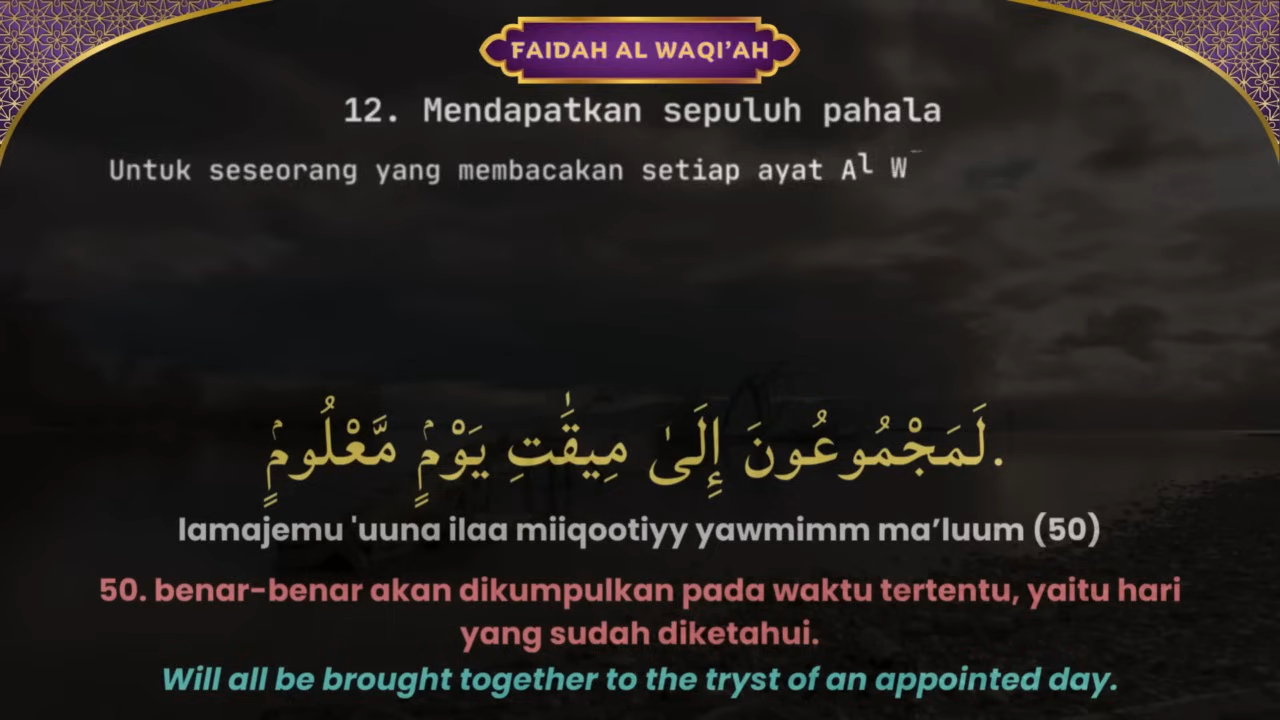 FAIDAH AL WAQI'AH
12. Mendapatkan sepuluh pahala
Untuk seseorang yang membacakan setiap ayat Al W
لَمَجْمُوعُونَ إِلَىٰ مِيقَٰتِ يَوْمٍۢ مَّعْلُومٍۢ.
lamajemu 'uuna ilaa miiqootiyy yawmimm ma’luum (50)
50. benar-benar akan dikumpulkan pada waktu tertentu, yaitu hari
yang sudah diketahui.
Will all be brought together to the tryst of an appointed day.